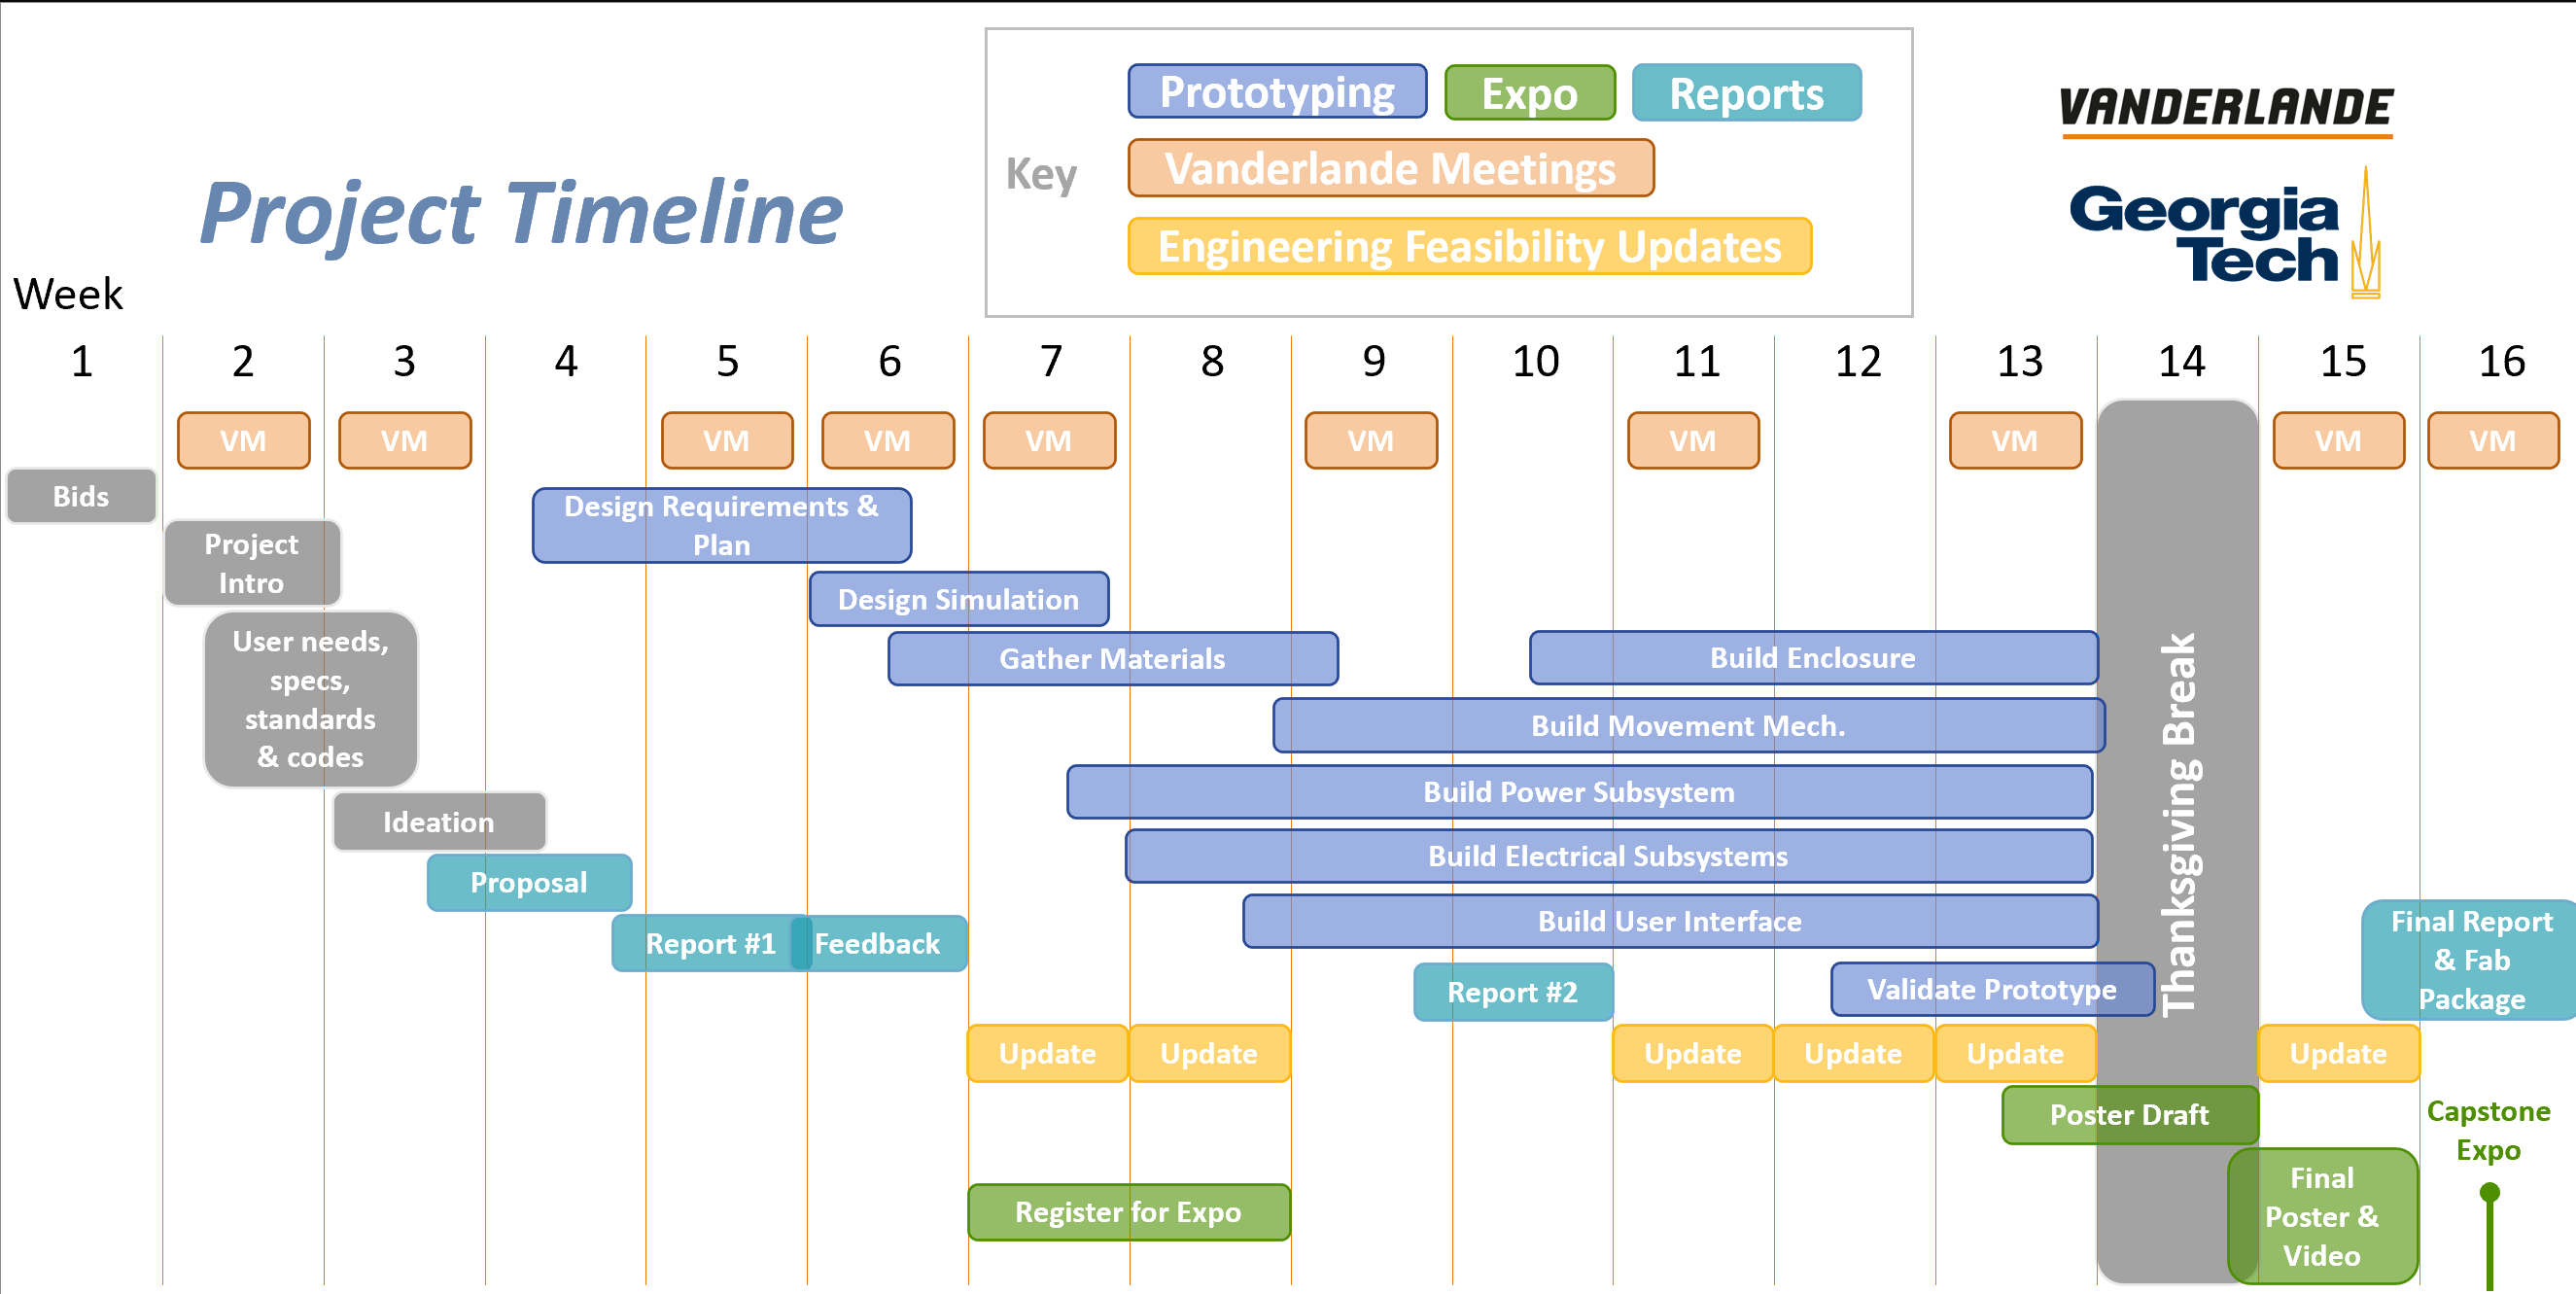 Prototyping Expo Reports
VANDERLANDE
Key
Vanderlande Meetings
Project Timeline
Georgia
Tech
Engineering Feasibility Updates
Week
1 2 3 4 5 6 7 8 9 10 11 12 13 14 15 16
VM VM VM VM VM VM VM VM VM VM
Bids
Design Requirements &
Plan
Project
Intro
Design Simulation
User needs,
specs,
standards
& codes
Gather Materials
Build Enclosure
Build Movement Mech.
Build Power Subsystem
Thanksgiving Break
Ideation
Build Electrical Subsystems
Proposal
Build User Interface
Report #1 Feedback
Final Report
& Fab
Package
Report #2
Validate Prototype
Update Update Update Update Update Update
Poster Draft
Capstone
Expo
Register for Expo
Final
Poster &
Video